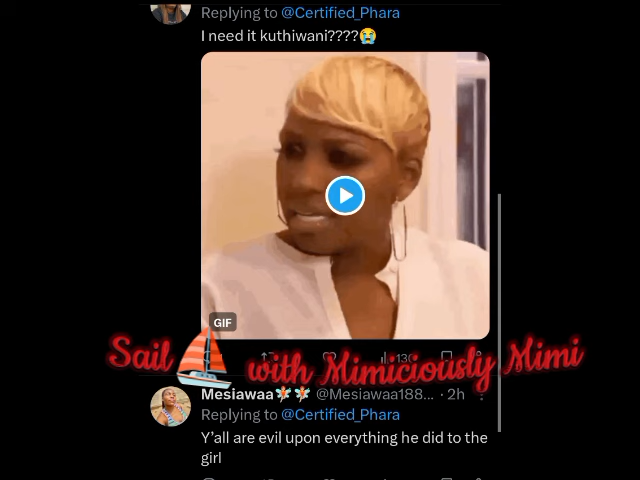 Replying to @Certified_Phara
I need it kuthiwani????😭
GIF
Sail with Mimiciously Mimi
Mesiawaa🧚🧚 @Mesiawaa188... · 2h
Replying to @Certified_Phara
Y'all are evil upon everything he did to the
girl